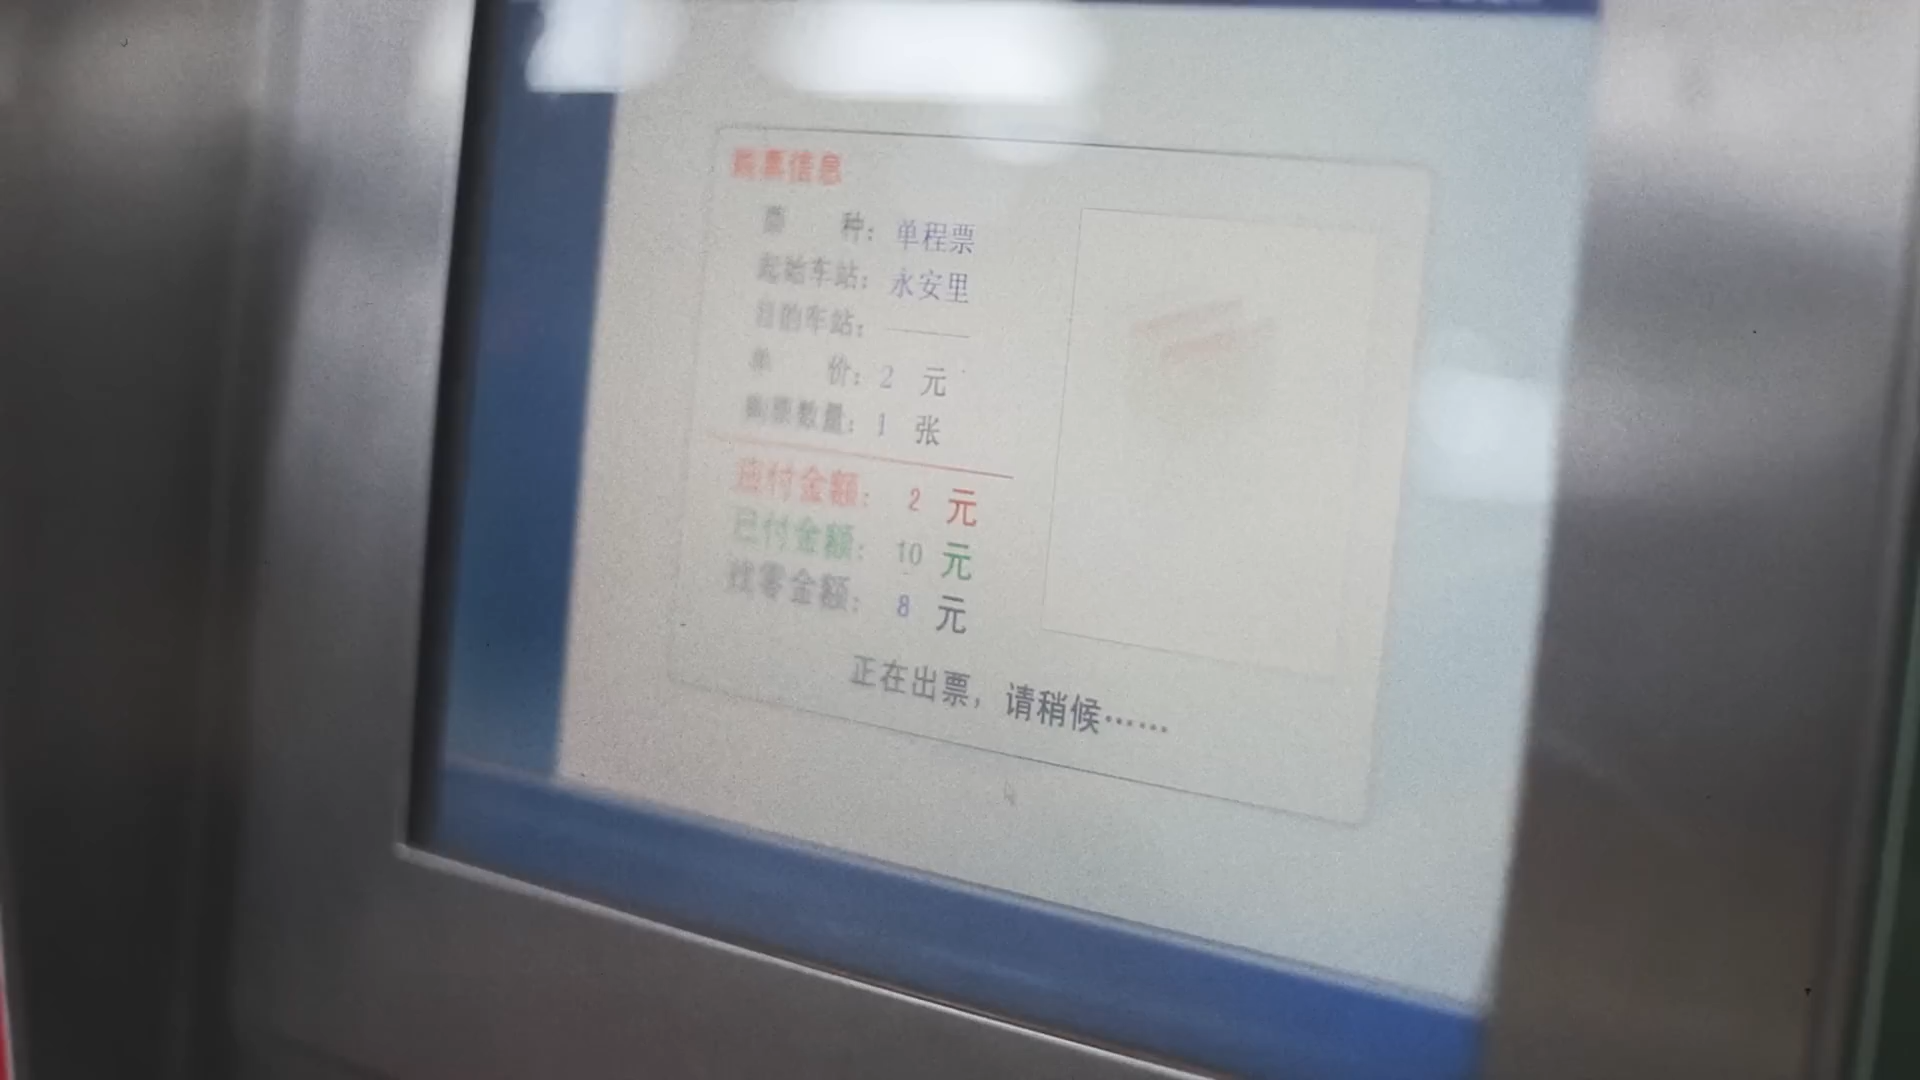 购票信息
票 种：单程票
起始车站：永安里
目的车站：———
单 价：2 元
购票数量：1 张
应付金额： 2 元
已付金额： 10 元
找零金额： 8 元
正在出票，请稍候……